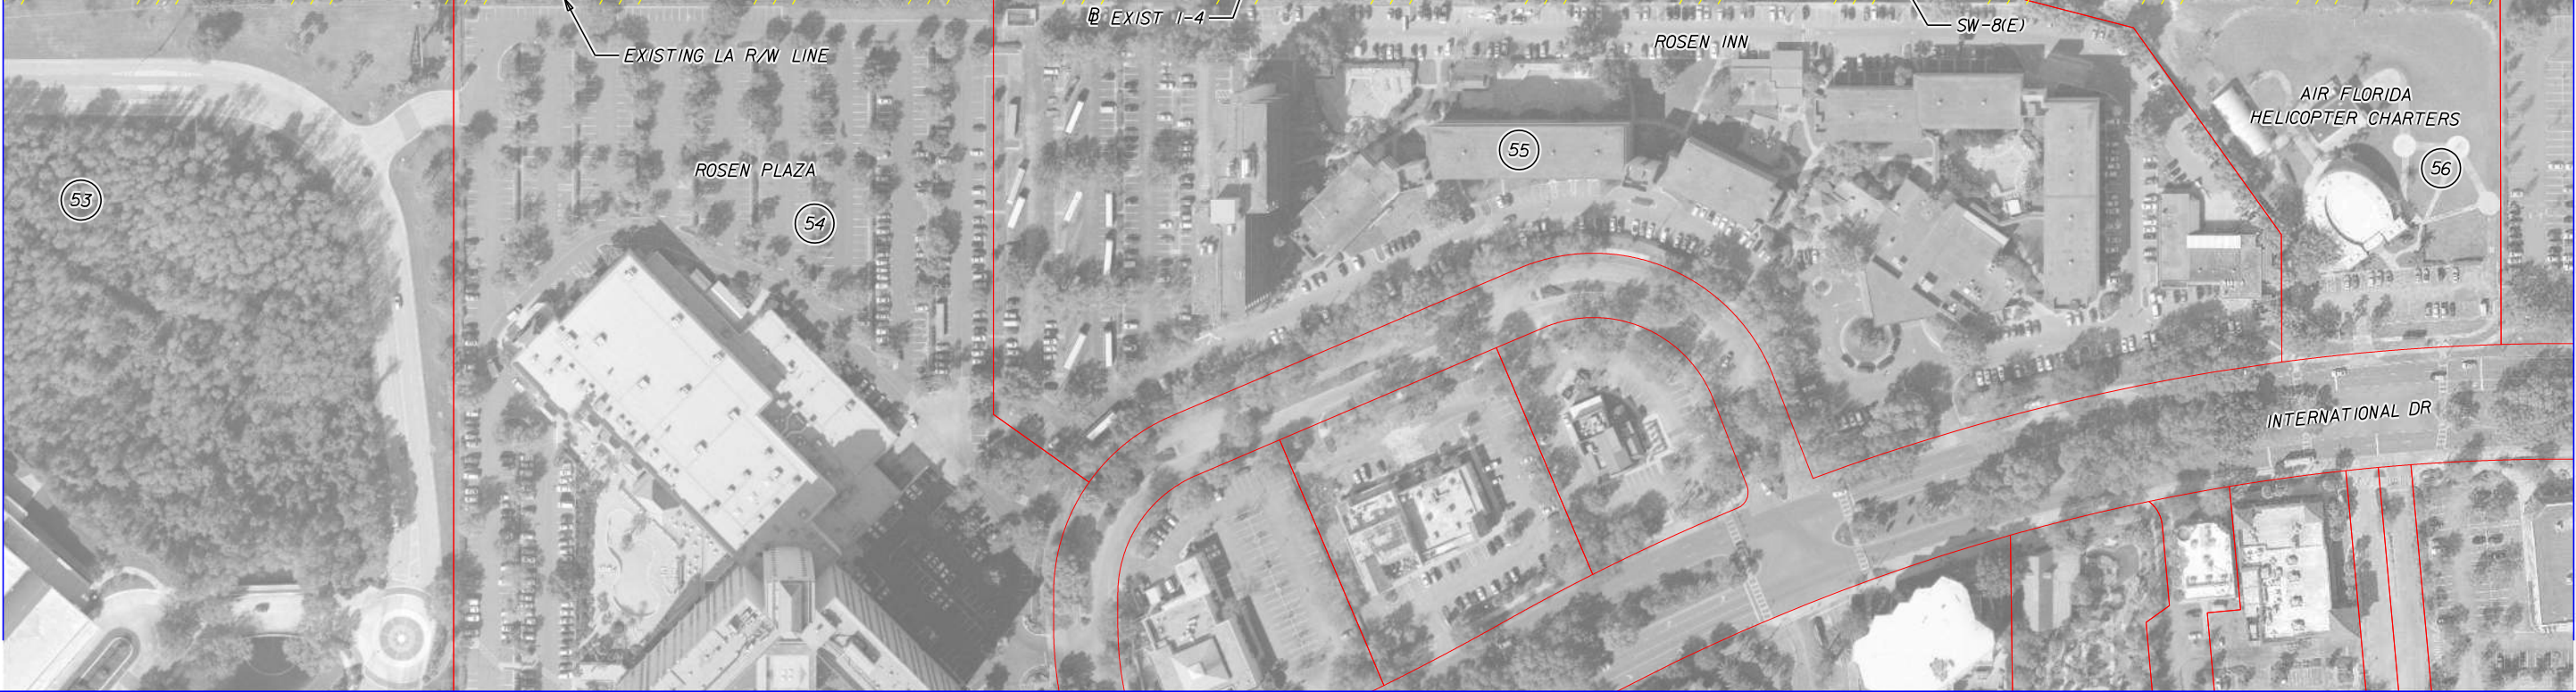 EXISTING LA R/W LINE
ROSEN PLAZA
53
54
EXIST I-4
ROSEN INN
SW-8(E)
55
AIR FLORIDA
HELICOPTER CHARTERS
56
INTERNATIONAL DR